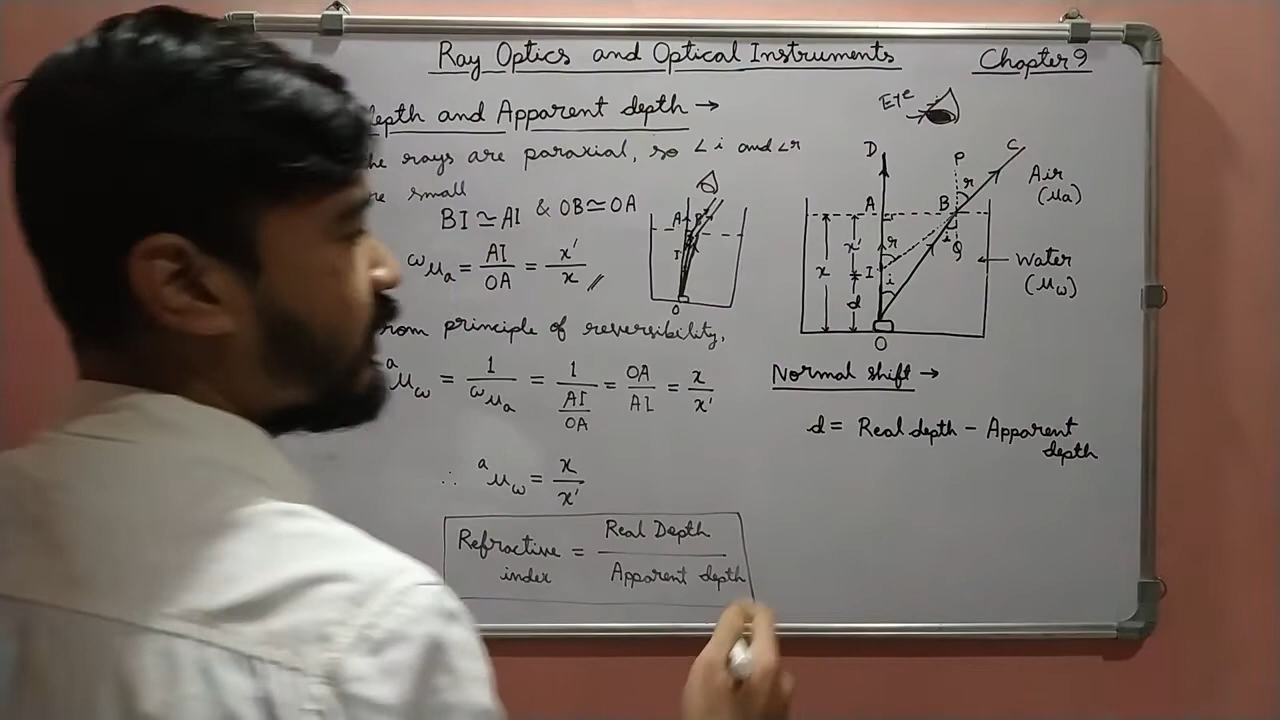 Ray Optics and Optical Instruments
Chapter 9
depth and Apparent depth →
he rays are paraxial, so ∠i and ∠r
re small
BI ≃ AI & OB ≃ OA
ωμa = AI/OA = x'/x //
rom principle of reversibility,
aμω = 1/ωμa = 1/(AI/OA) = OA/AI = x/x'
∴ aμω = x/x'
Refractive index = Real Depth/Apparent depth
A
B
I
O
Eye
D
P
C
r
Air
(μa)
A
B
x'
r
i
Q
x
I
Water
(μω)
i
d
O
Normal shift →
d = Real depth - Apparent
depth